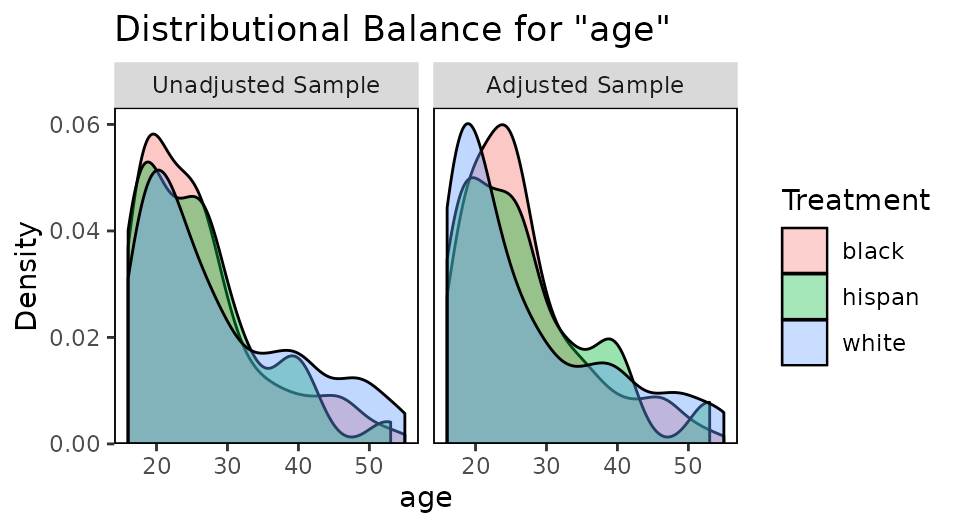 Distributional Balance for "age"
Unadjusted Sample
Adjusted Sample
0.06
0.04
0.02
0.00
Density
20 30 40 50
20 30 40 50
age
Treatment
black
hispan
white